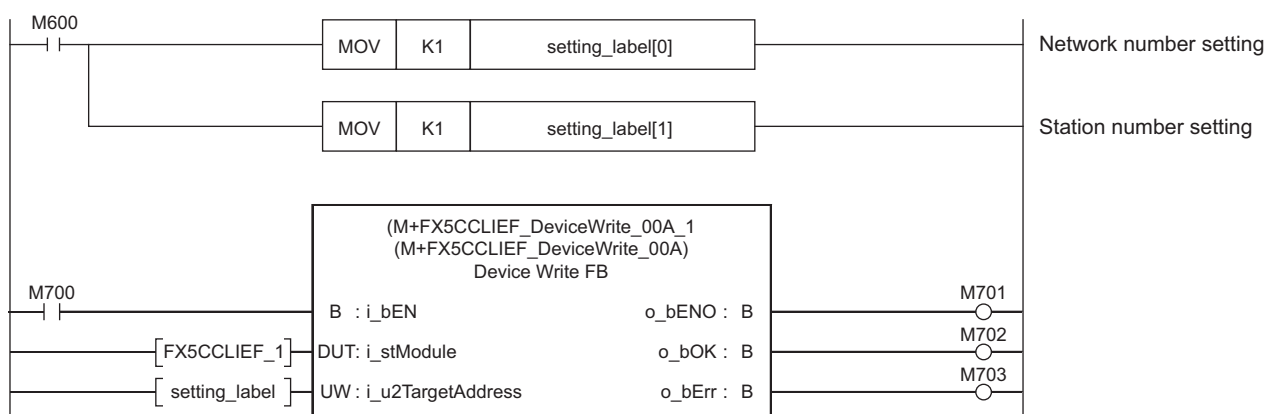 M600
MOV K1 setting_label[0] Network number setting
MOV K1 setting_label[1] Station number setting
(M+FX5CCLIEF_DeviceWrite_00A_1
(M+FX5CCLIEF_DeviceWrite_00A)
Device Write FB
M700
B : i_bEN o_bENO : B M701
[FX5CCLIEF_1] DUT: i_stModule o_bOK : B M702
[setting_label] UW : i_u2TargetAddress o_bErr : B M703